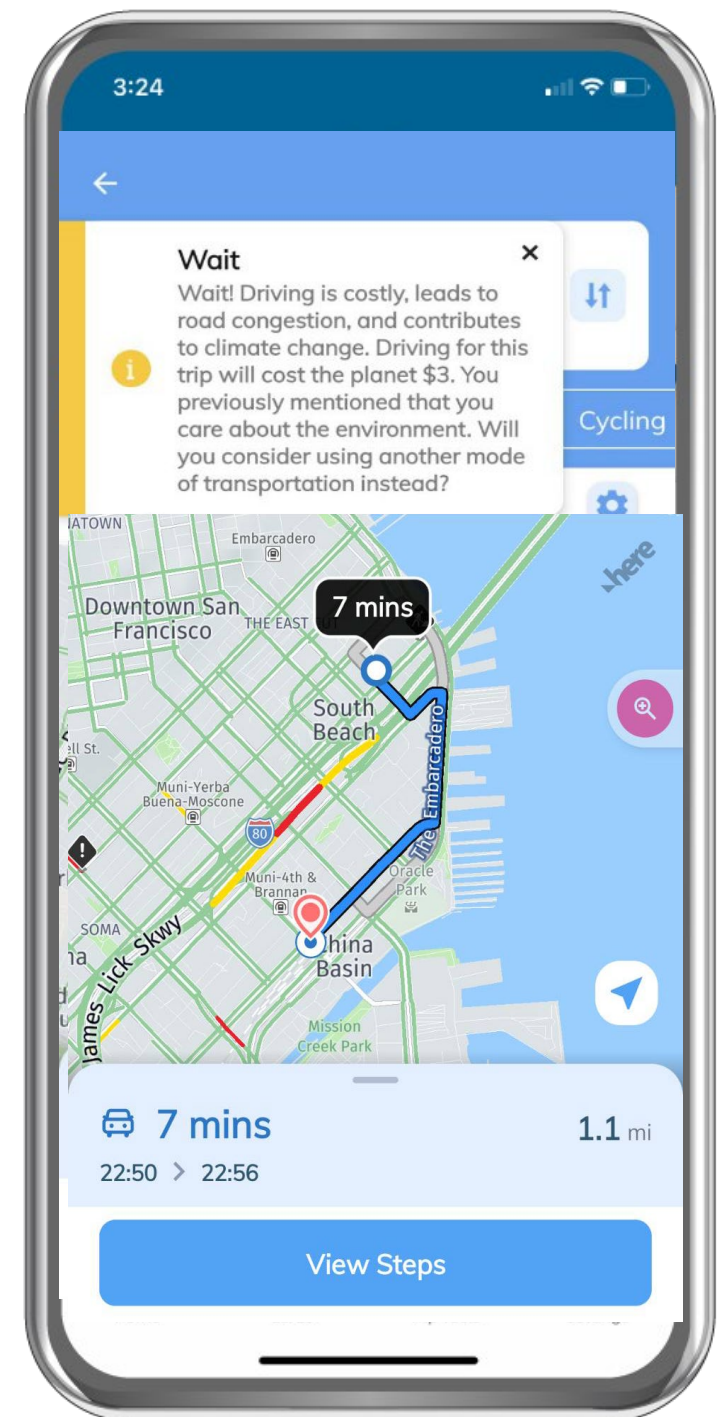 3:24
Wait
Wait! Driving is costly, leads to
road congestion, and contributes
to climate change. Driving for this
trip will cost the planet $3. You
previously mentioned that you
care about the environment. Will
you consider using another mode
of transportation instead?
Cycling
Embarcadero
here
Downtown San
Francisco
THE EAST
7 mins
South
Beach
ell St.
Muni-Yerba
Buena-Moscone
80
The Embarcadero
Muni-4th &
Brannan
Oracle
Park
SOMA
James Lick Skwy
hina
Basin
Mission
Creek Park
7 mins
1.1 mi
22:50 > 22:56
View Steps